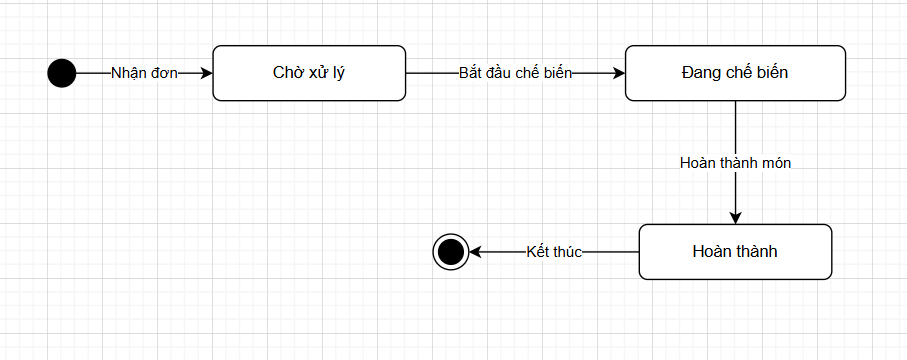 Nhận đơn
Chờ xử lý
Bắt đầu chế biến
Đang chế biến
Hoàn thành món
Hoàn thành
Kết thúc